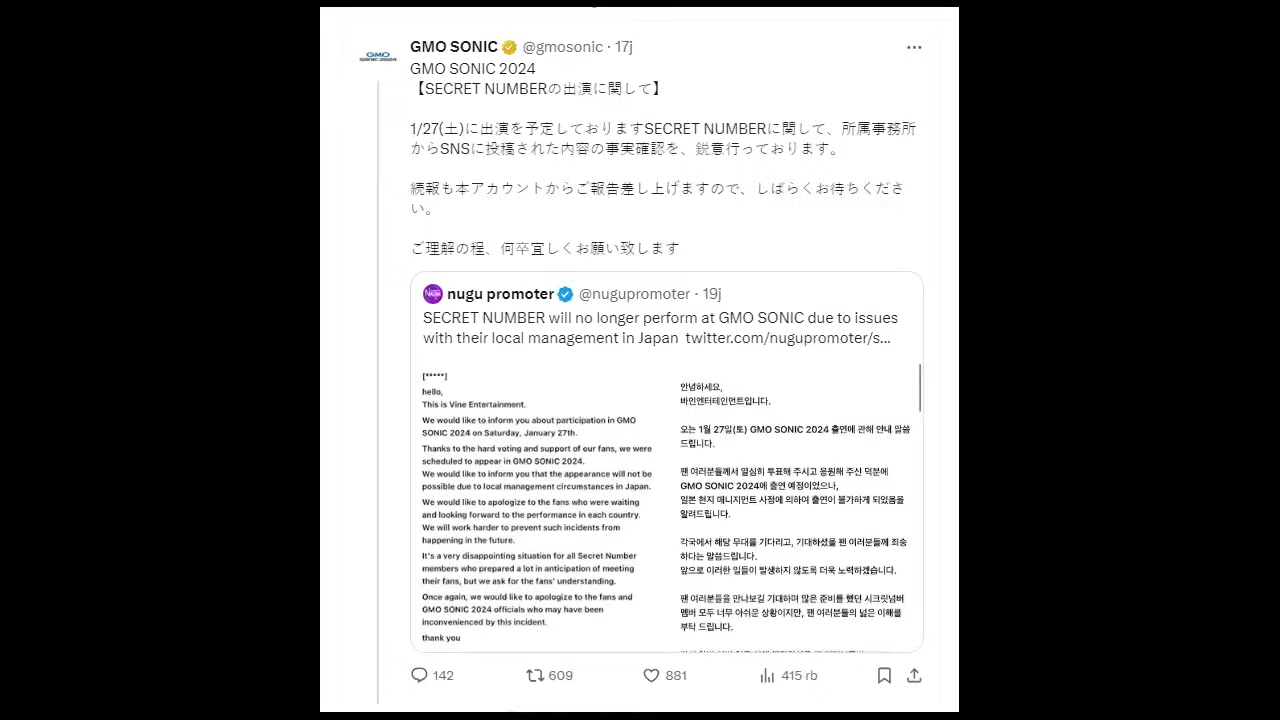 GMO SONIC @gmosonic · 17j
GMO
SONIC 2024
GMO SONIC 2024
【SECRET NUMBERの出演に関して】
1/27(土)に出演を予定しておりますSECRET NUMBERに関して、所属事務所
からSNSに投稿された内容の事実確認を、鋭意行っております。
続報も本アカウントからご報告差し上げますので、しばらくお待ちくださ
い。
ご理解の程、何卒宜しくお願い致します
nugu promoter @nugupromoter · 19j
SECRET NUMBER will no longer perform at GMO SONIC due to issues
with their local management in Japan twitter.com/nugupromoter/s...
[*****]
hello,
This is Vine Entertainment.
We would like to inform you about participation in GMO
SONIC 2024 on Saturday, January 27th.
Thanks to the hard voting and support of our fans, we were
scheduled to appear in GMO SONIC 2024.
We would like to inform you that the appearance will not be
possible due to local management circumstances in Japan.
We would like to apologize to the fans who were waiting
and looking forward to the performance in each country.
We will work harder to prevent such incidents from
happening in the future.
It's a very disappointing situation for all Secret Number
members who prepared a lot in anticipation of meeting
their fans, but we ask for the fans' understanding.
Once again, we would like to apologize to the fans and
GMO SONIC 2024 officials who may have been
inconvenienced by this incident.
thank you
안녕하세요,
바인엔터테인먼트입니다.
오는 1월 27일(토) GMO SONIC 2024 출연에 관해 안내 말씀
드립니다.
팬 여러분들께서 열심히 투표해 주시고 응원해 주신 덕분에
GMO SONIC 2024에 출연 예정이었으나,
일본 현지 매니지먼트 사정에 의하여 출연이 불가하게 되었음을
알려드립니다.
각국에서 해당 무대를 기다리고, 기대하셨을 팬 여러분들께 죄송
하다는 말씀드립니다.
앞으로 이러한 일들이 발생하지 않도록 더욱 노력하겠습니다.
팬 여러분들을 만나보길 기대하며 많은 준비를 했던 시크릿넘버
멤버 모두 너무 아쉬운 상황이지만, 팬 여러분들의 넓은 이해를
부탁 드립니다.
142 609 881 415 rb